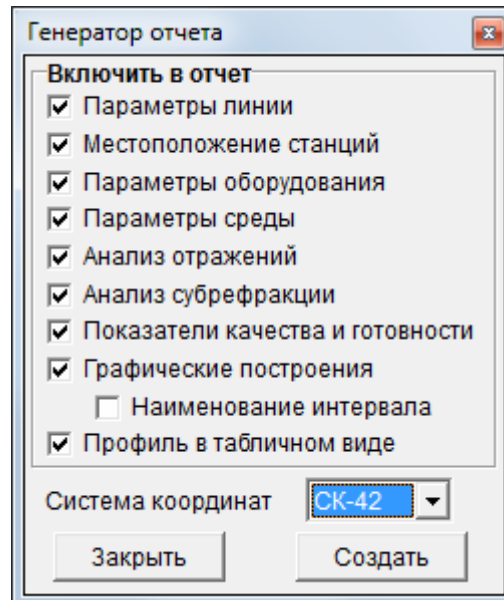 Генератор отчета
Включить в отчет
Параметры линии
Местоположение станций
Параметры оборудования
Параметры среды
Анализ отражений
Анализ субрефракции
Показатели качества и готовности
Графические построения
Наименование интервала
Профиль в табличном виде
Система координат СК-42
Закрыть Создать